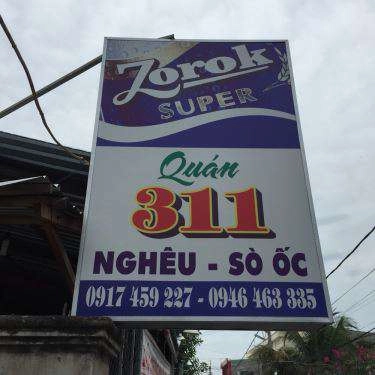 Zorok
SUPER
Quán
311
NGHÊU - SÒ ỐC
0917 459 227 - 0946 463 335